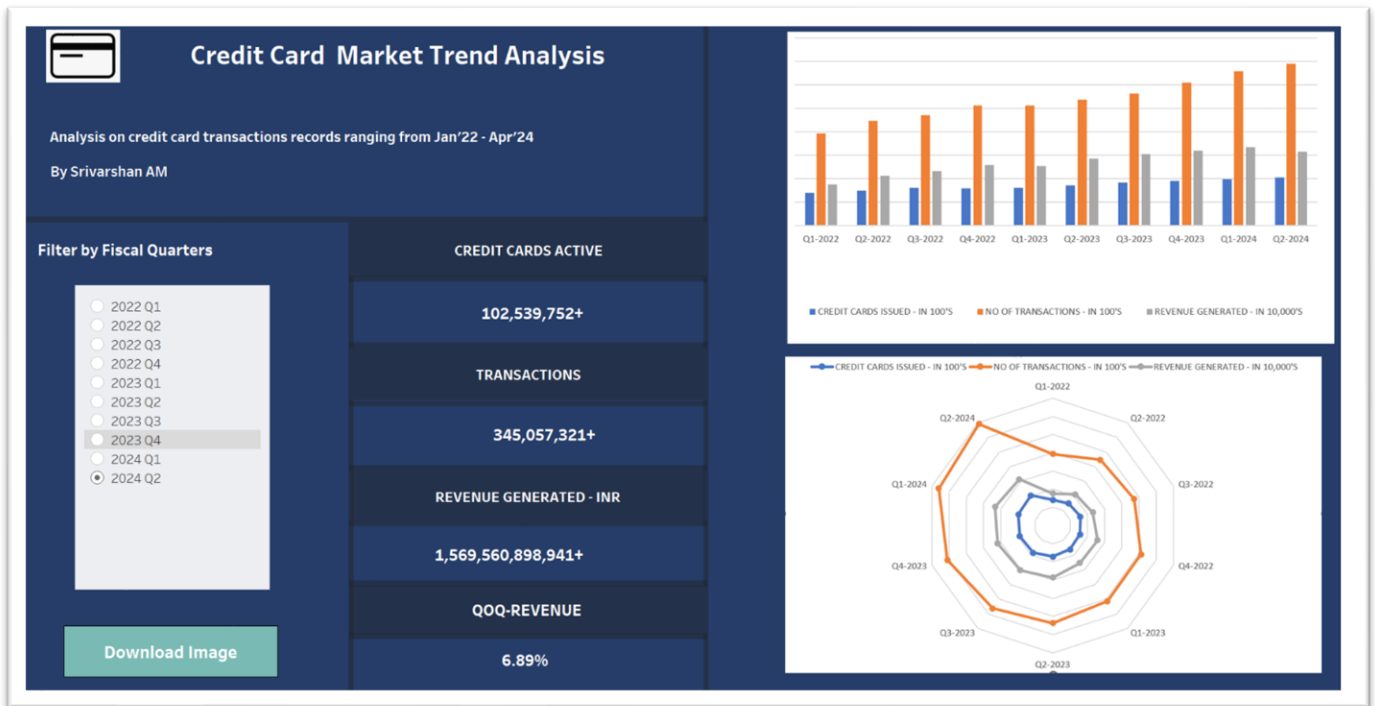 Credit Card Market Trend Analysis
Analysis on credit card transactions records ranging from Jan'22 - Apr'24
By Srivarshan AM
Filter by Fiscal Quarters
2022 Q1
2022 Q2
2022 Q3
2022 Q4
2023 Q1
2023 Q2
2023 Q3
2023 Q4
2024 Q1
2024 Q2
Download Image
CREDIT CARDS ACTIVE
102,539,752+
TRANSACTIONS
345,057,321+
REVENUE GENERATED - INR
1,569,560,898,941+
QOQ-REVENUE
6.89%
Q1-2022 Q2-2022 Q3-2022 Q4-2022 Q1-2023 Q2-2023 Q3-2023 Q4-2023 Q1-2024 Q2-2024
CREDIT CARDS ISSUED - IN 100'S NO OF TRANSACTIONS - IN 100'S REVENUE GENERATED - IN 10,000'S
CREDIT CARDS ISSUED - IN 100'S NO OF TRANSACTIONS - IN 100'S REVENUE GENERATED - IN 10,000'S
Q1-2022
Q2-2024 Q2-2022
Q1-2024 Q3-2022
Q4-2023 Q4-2022
Q3-2023 Q1-2023
Q2-2023